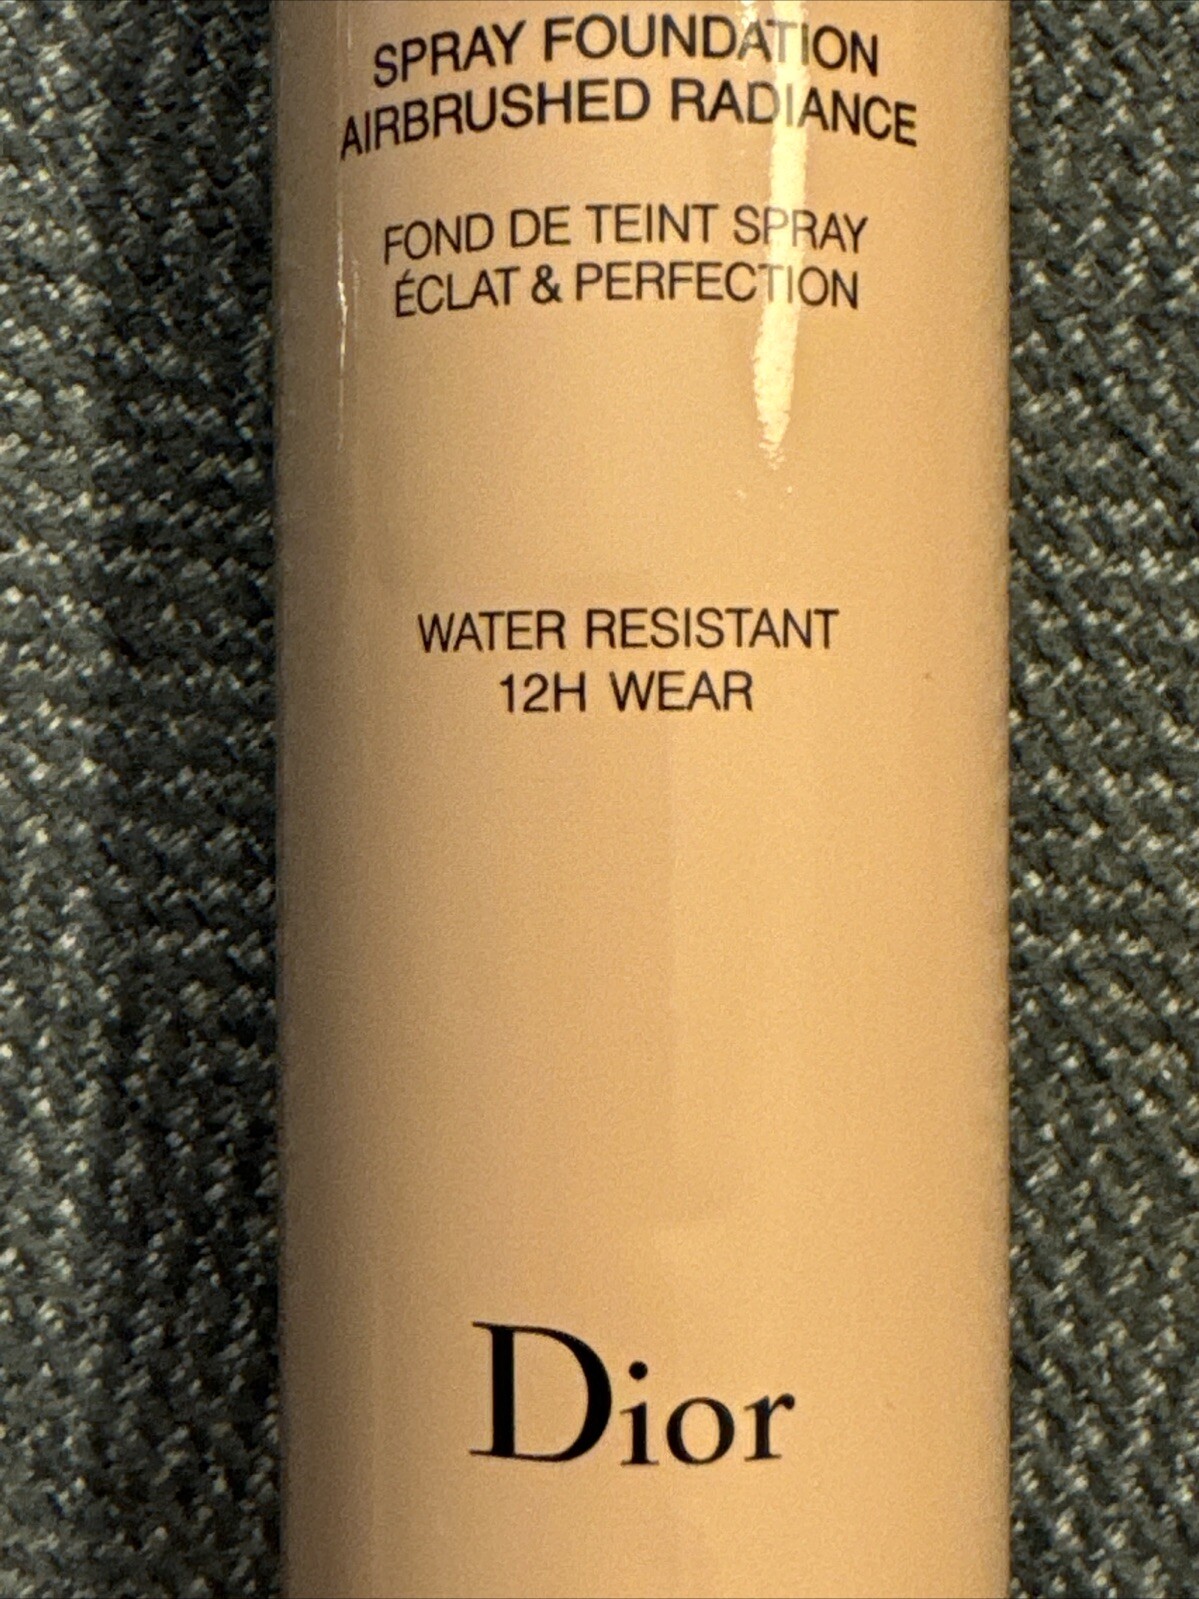 SPRAY FOUNDATION
AIRBRUSHED RADIANCE
FOND DE TEINT SPRAY
ÉCLAT & PERFECTION
WATER RESISTANT
12H WEAR
Dior